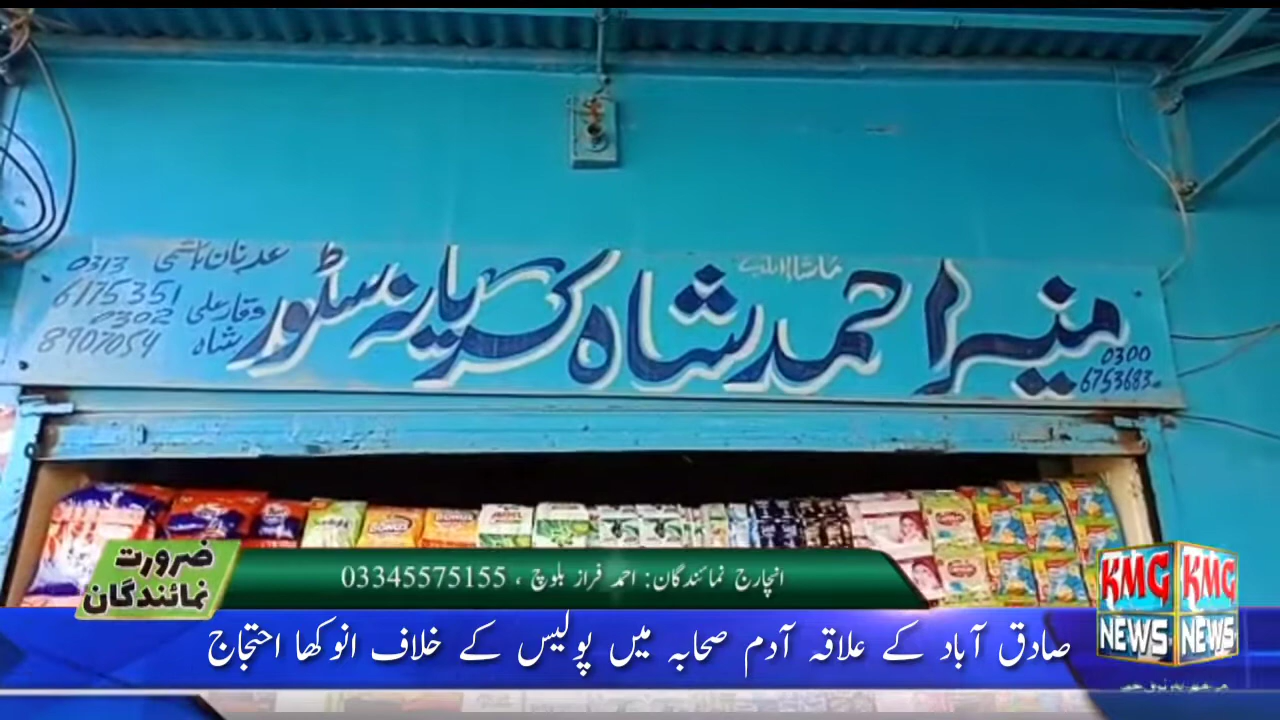 ماشاءاللہ
منیر احمد شاہ کریانہ سٹور
0300
6753683
عدنان ہاشمی 0313
6175351
وقار علی شاہ 0302
8907054
BONUS
BONUS
ضرورت نمائندگان
انچارج نمائندگان: احمد فراز بلوچ ، 03345575155
صادق آباد کے علاقہ آدم صحابہ میں پولیس کے خلاف انوکھا احتجاج
KMG NEWS
KMG NEWS